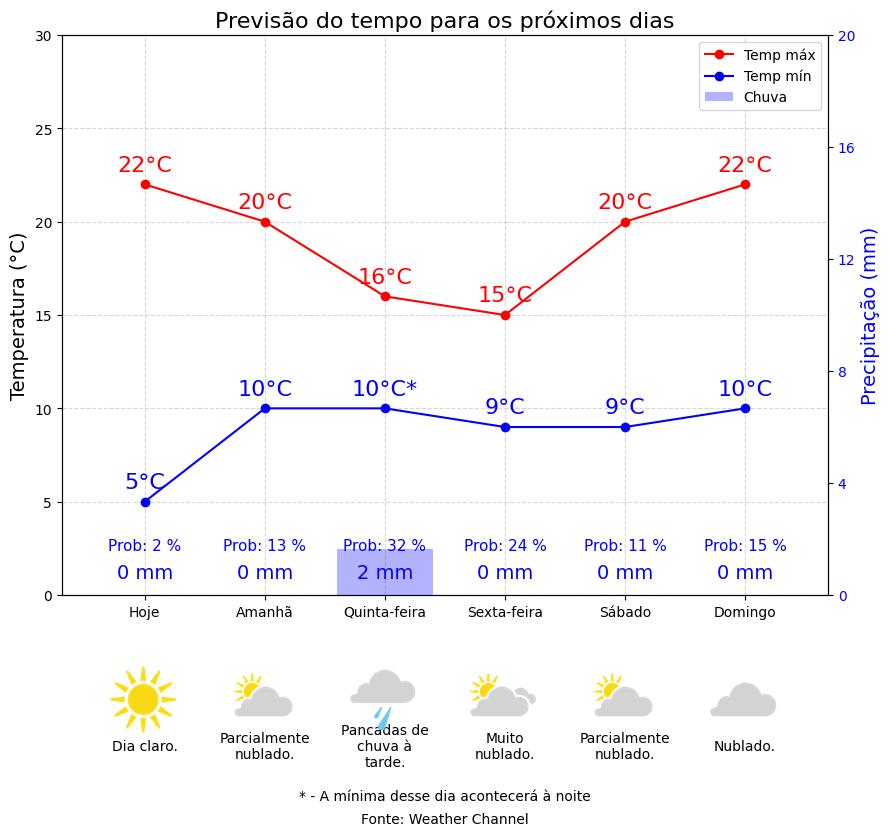 Previsão do tempo para os próximos dias
Temp máx
Temp mín
Chuva
Temperatura (°C)
Precipitação (mm)
30
25
20
15
10
5
0
20
16
12
8
4
0
22°C
20°C
16°C
15°C
20°C
22°C
5°C
10°C
10°C*
9°C
9°C
10°C
Prob: 2 %
Prob: 13 %
Prob: 32 %
Prob: 24 %
Prob: 11 %
Prob: 15 %
0 mm
0 mm
2 mm
0 mm
0 mm
0 mm
Hoje
Amanhã
Quinta-feira
Sexta-feira
Sábado
Domingo
Dia claro.
Parcialmente
nublado.
Pancadas de
chuva à
tarde.
Muito
nublado.
Parcialmente
nublado.
Nublado.
* - A mínima desse dia acontecerá à noite
Fonte: Weather Channel